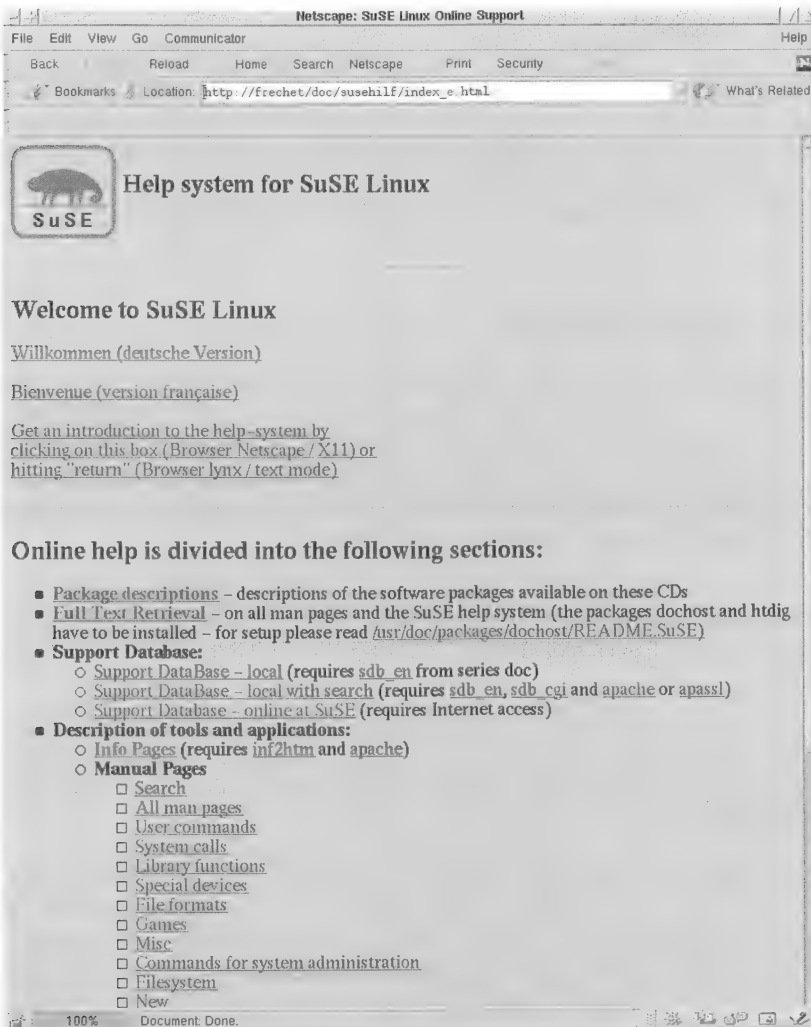 Netscape: SuSE Linux Online Support
File Edit View Go Communicator Help
Back Reload Home Search Netscape Print Security
Bookmarks Location: http://frechet/doc/susehilf/index_e.html What's Related
SuSE
Help system for SuSE Linux
Welcome to SuSE Linux
Willkommen (deutsche Version)
Bienvenue (version française)
Get an introduction to the help-system by
clicking on this box (Browser Netscape / X11) or
hitting "return" (Browser lynx / text mode)
Online help is divided into the following sections:
Package descriptions – descriptions of the software packages available on these CDs
Full Text Retrieval – on all man pages and the SuSE help system (the packages dochost and htdig
have to be installed – for setup please read /usr/doc/packages/dochost/README.SuSE)
Support Database:
Support DataBase – local (requires sdb_en from series doc)
Support DataBase – local with search (requires sdb_en, sdb_cgi and apache or apassl)
Support Database – online at SuSE (requires Internet access)
Description of tools and applications:
Info Pages (requires inf2htm and apache)
Manual Pages
Search
All man pages
User commands
System calls
Library functions
Special devices
File formats
Games
Misc
Commands for system administration
Filesystem
New
100% Document: Done.